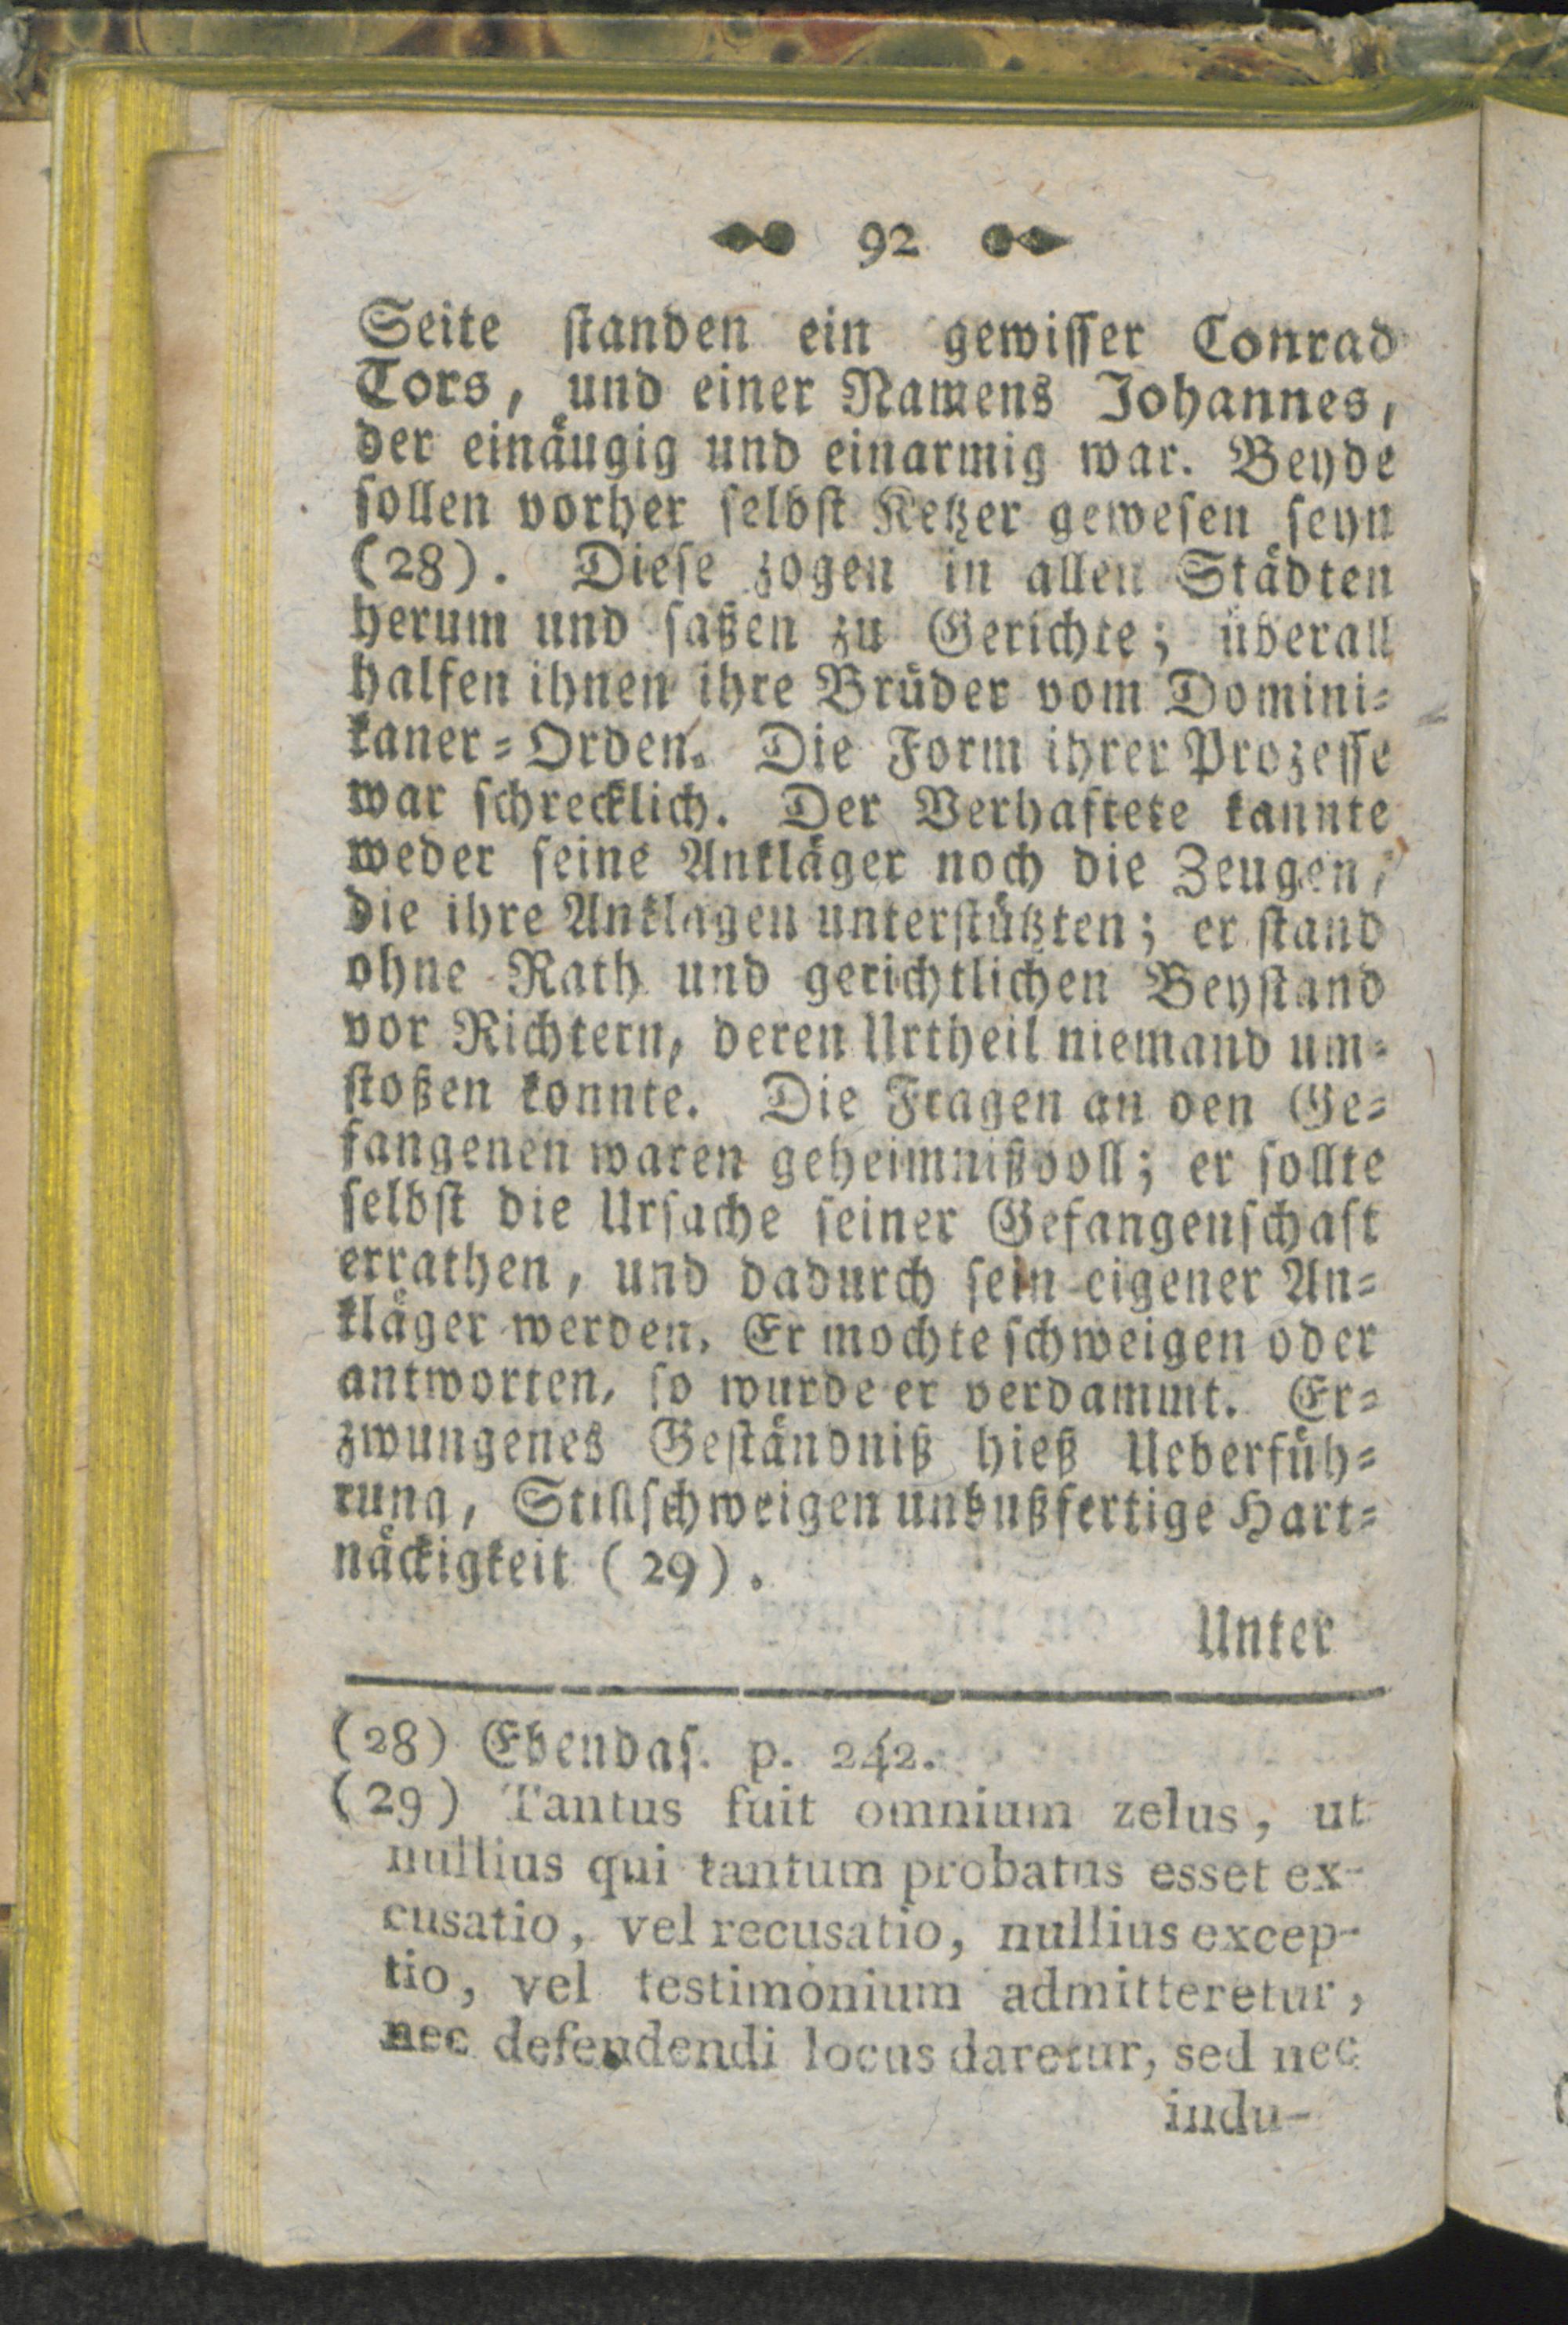 92
Seite ſtanden ein gewiſſer Conrad
Tors, und einer Namens Johannes,
der einäugig und einarmig war. Beyde
ſollen vorher ſelbſt Ketzer geweſen ſeyn
(28). Dieſe zogen in allen Städten
herum und ſaßen zu Gerichte; überall
halfen ihnen ihre Brüder vom Domini-
kaner-Orden. Die Form ihrer Prozeſſe
war ſchrecklich. Der Verhaftete kannte
weder ſeine Ankläger noch die Zeugen,
die ihre Anklagen unterſtützten; er ſtand
ohne Rath und gerichtlichen Beyſtand
vor Richtern, deren Urtheil niemand um-
ſtoßen konnte. Die Fragen an den Ge-
fangenen waren geheimnißvoll; er ſollte
ſelbſt die Urſache ſeiner Gefangenſchaft
errathen, und dadurch ſein eigener An-
kläger werden. Er mochte ſchweigen oder
antworten, ſo wurde er verdammt. Er-
zwungenes Geſtändniß hieß Ueberfüh-
rung, Stillſchweigen unbußfertige Hart-
näckigkeit (29).
Unter
(28) Ebendaſ. p. 242.
(29) Tantus fuit omnium zelus, ut
nullius qui tantum probatus esset ex-
cusatio, vel recusatio, nullius excep-
tio, vel testimonium admitteretur,
nec defendendi locus daretur, sed nec
indu-